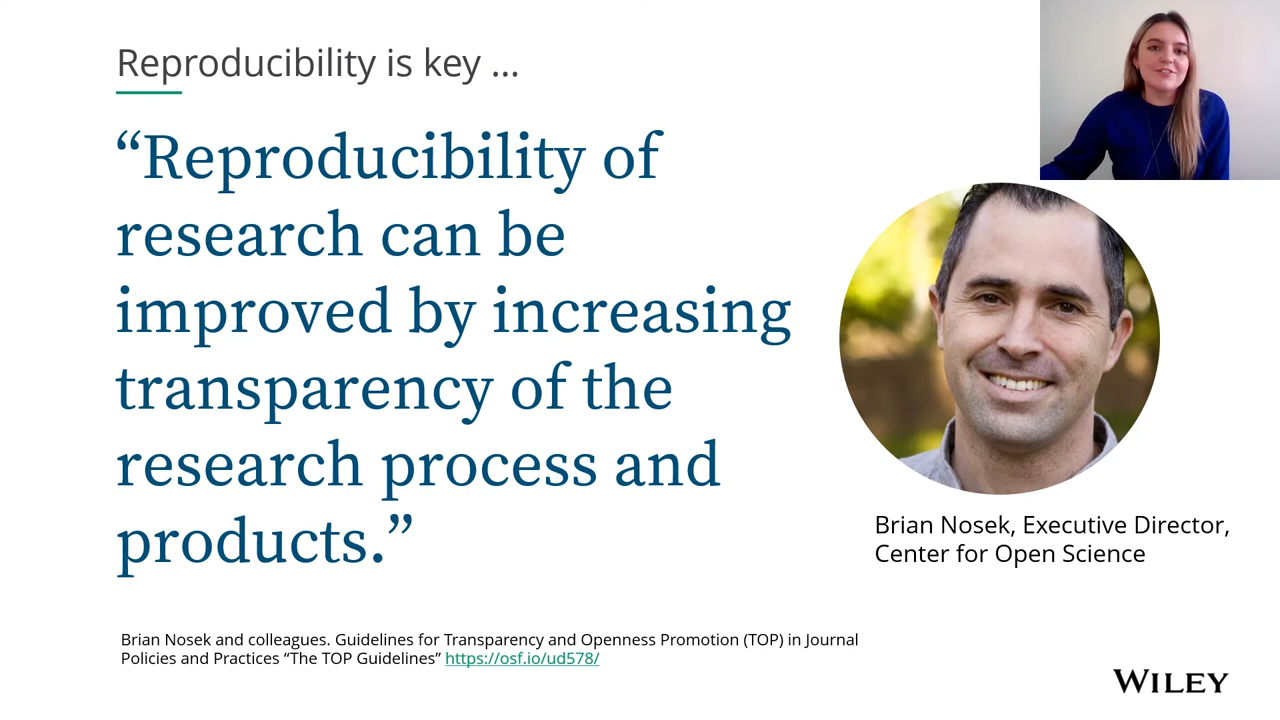 Reproducibility is key ...
“Reproducibility of
research can be
improved by increasing
transparency of the
research process and
products.”
Brian Nosek, Executive Director,
Center for Open Science
Brian Nosek and colleagues. Guidelines for Transparency and Openness Promotion (TOP) in Journal
Policies and Practices “The TOP Guidelines” https://osf.io/ud578/
WILEY